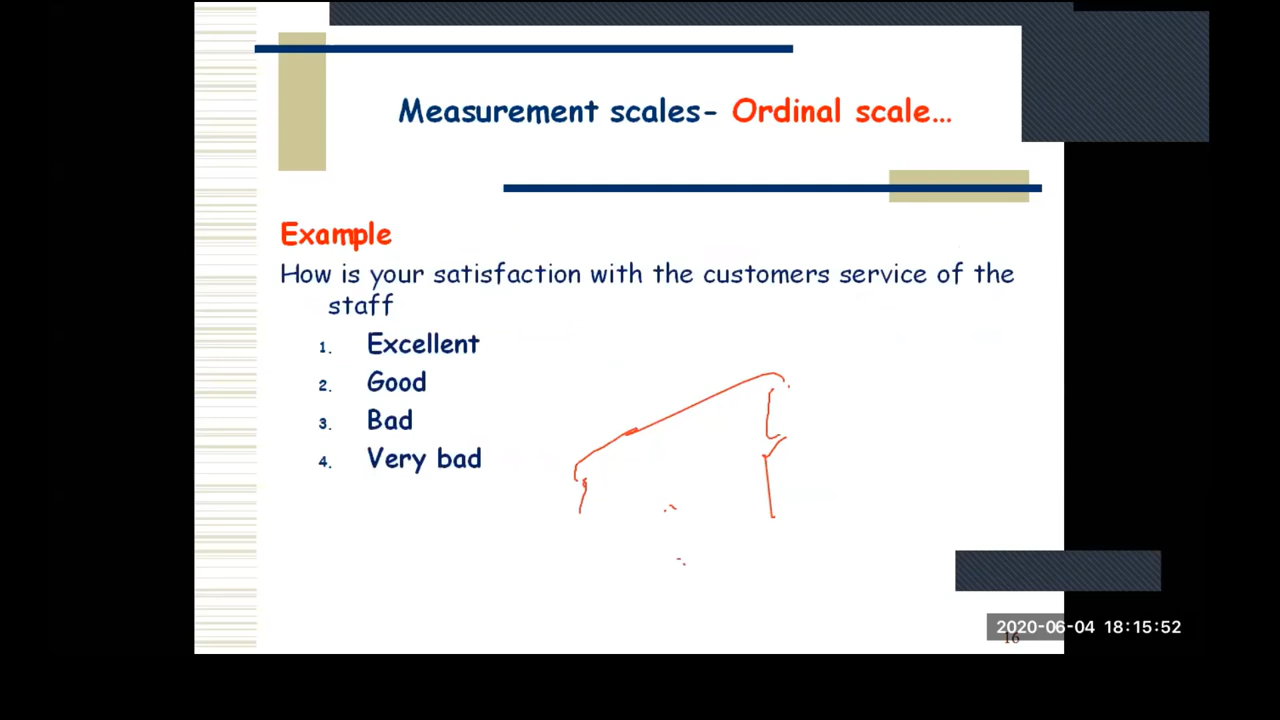 Measurement scales- Ordinal scale...
Example
How is your satisfaction with the customers service of the
staff
1. Excellent
2. Good
3. Bad
4. Very bad
2020-06-04 18:15:52
16